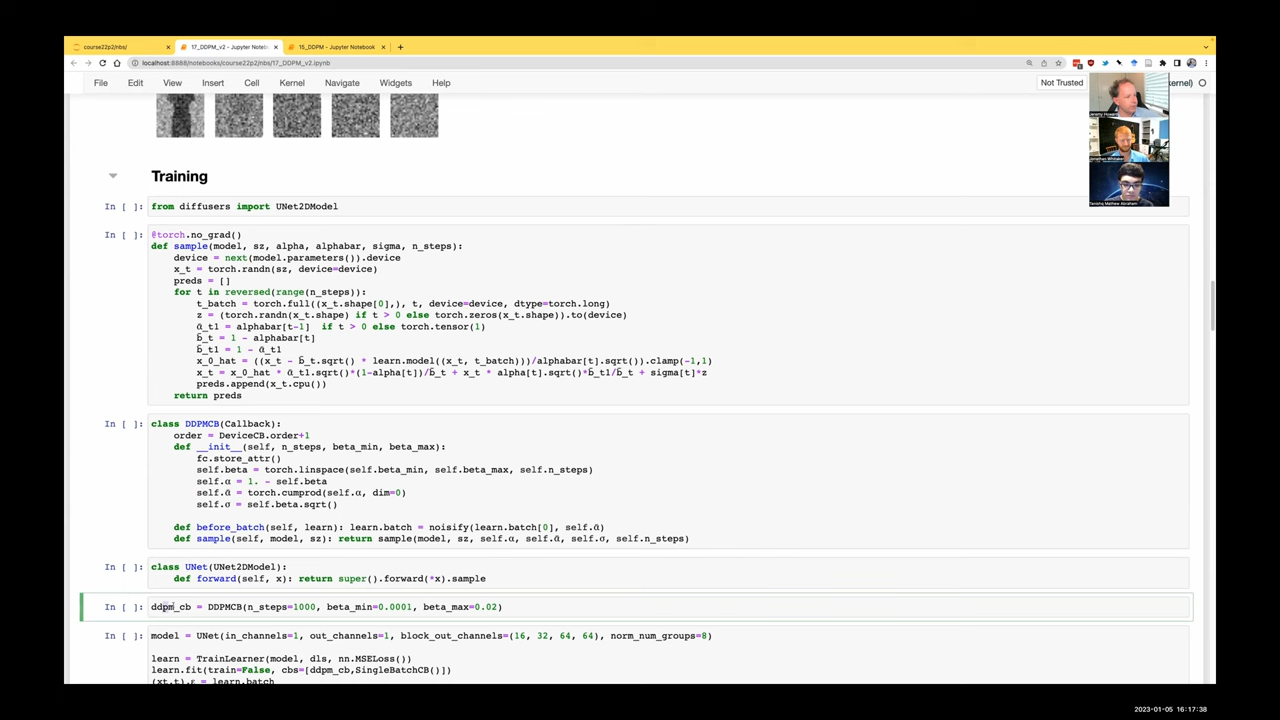 course22p2/nbs/
17_DDPM_v2 - Jupyter Notebook
15_DDPM - Jupyter Notebook
localhost:8888/notebooks/course22p2/nbs/17_DDPM_v2.ipynb
File Edit View Insert Cell Kernel Navigate Widgets Help
Not Trusted
kernel)
Jeremy Howard
Jonathan Whitaker
Tanishq Mathew Abraham
Training
In [ ]: from diffusers import UNet2DModel
In [ ]: @torch.no_grad()
def sample(model, sz, alpha, alphabar, sigma, n_steps):
device = next(model.parameters()).device
x_t = torch.randn(sz, device=device)
preds = []
for t in reversed(range(n_steps)):
t_batch = torch.full((x_t.shape[0],), t, device=device, dtype=torch.long)
z = (torch.randn(x_t.shape) if t > 0 else torch.zeros(x_t.shape)).to(device)
ᾱ_t1 = alphabar[t-1]  if t > 0 else torch.tensor(1)
b̄_t = 1 - alphabar[t]
b̄_t1 = 1 - ᾱ_t1
x_0_hat = ((x_t - b̄_t.sqrt() * learn.model((x_t, t_batch)))/alphabar[t].sqrt()).clamp(-1,1)
x_t = x_0_hat * ᾱ_t1.sqrt()*(1-alpha[t])/b̄_t + x_t * alpha[t].sqrt()*b̄_t1/b̄_t + sigma[t]*z
preds.append(x_t.cpu())
return preds
In [ ]: class DDPMCB(Callback):
order = DeviceCB.order+1
def __init__(self, n_steps, beta_min, beta_max):
fc.store_attr()
self.beta = torch.linspace(self.beta_min, self.beta_max, self.n_steps)
self.α = 1. - self.beta
self.ᾱ = torch.cumprod(self.α, dim=0)
self.σ = self.beta.sqrt()
def before_batch(self, learn): learn.batch = noisify(learn.batch[0], self.ᾱ)
def sample(self, model, sz): return sample(model, sz, self.α, self.ᾱ, self.σ, self.n_steps)
In [ ]: class UNet(UNet2DModel):
def forward(self, x): return super().forward(*x).sample
In [ ]: ddpm_cb = DDPMCB(n_steps=1000, beta_min=0.0001, beta_max=0.02)
In [ ]: model = UNet(in_channels=1, out_channels=1, block_out_channels=(16, 32, 64, 64), norm_num_groups=8)
learn = TrainLearner(model, dls, nn.MSELoss())
learn.fit(train=False, cbs=[ddpm_cb,SingleBatchCB()])
(xt,t),ε = learn.batch
2023-01-05 16:17:38